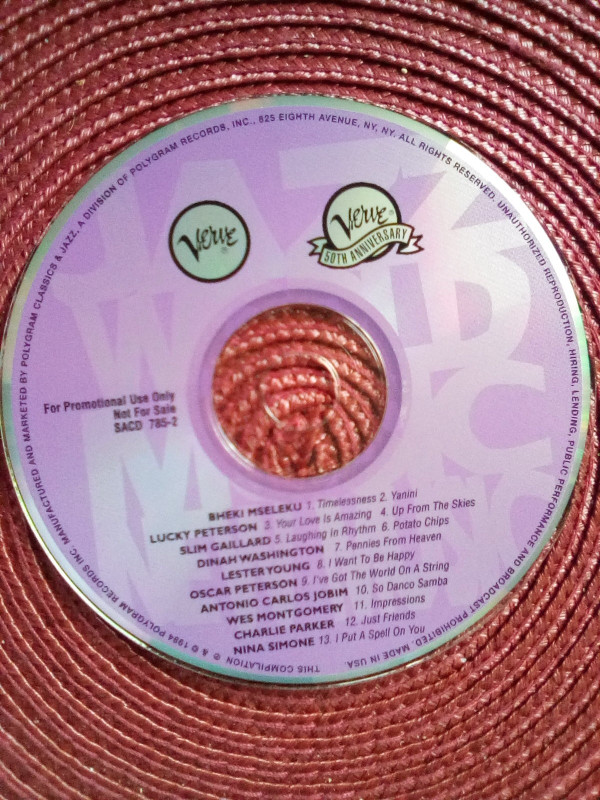 MANUFACTURED AND MARKETED BY POLYGRAM CLASSICS & JAZZ, A DIVISION OF POLYGRAM RECORDS, INC., 825 EIGHTH AVENUE, NY, NY. ALL RIGHTS RESERVED. UNAUTHORIZED REPRODUCTION, HIRING, LENDING, PUBLIC PERFORMANCE AND BROADCAST PROHIBITED. MADE IN USA.
Verve®
Verve®
50TH ANNIVERSARY
For Promotional Use Only
Not For Sale
SACD 785-2
BHEKI MSELEKU 1. Timelessness 2. Yanini
LUCKY PETERSON 3. Your Love Is Amazing 4. Up From The Skies
SLIM GAILLARD 5. Laughing In Rhythm 6. Potato Chips
DINAH WASHINGTON 7. Pennies From Heaven
LESTER YOUNG 8. I Want To Be Happy
OSCAR PETERSON 9. I've Got The World On A String
ANTONIO CARLOS JOBIM 10. So Danco Samba
WES MONTGOMERY 11. Impressions
CHARLIE PARKER 12. Just Friends
NINA SIMONE 13. I Put A Spell On You
THIS COMPILATION ℗ & © 1994 POLYGRAM RECORDS INC.